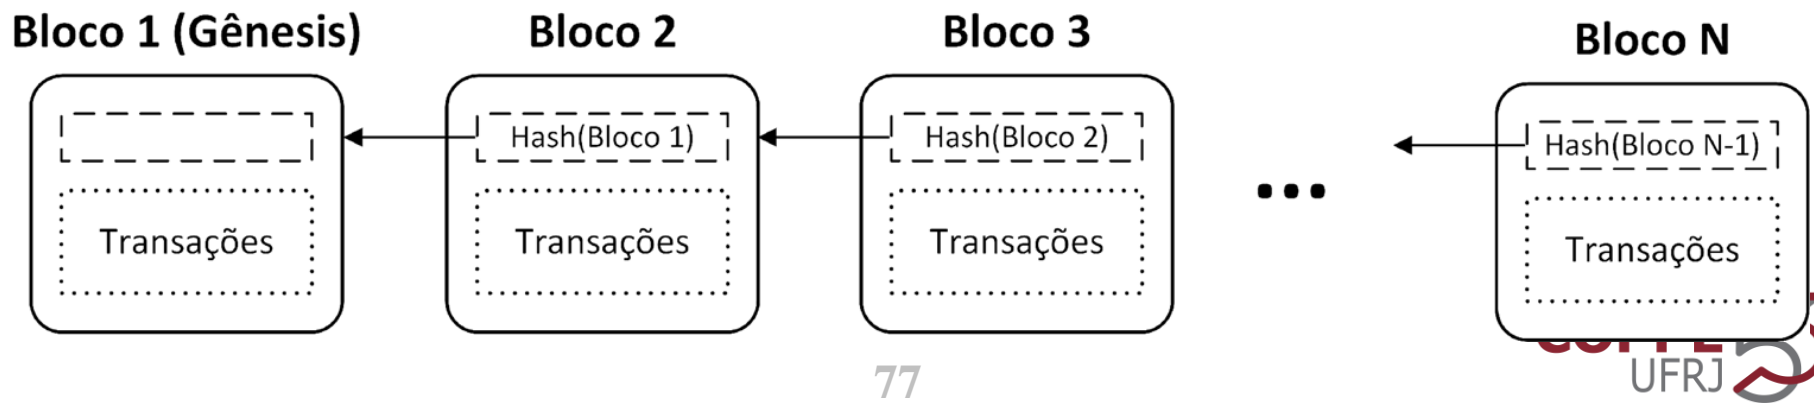 Bloco 1 (Gênesis)
Bloco 2
Bloco 3
Bloco N
Hash(Bloco 1)
Hash(Bloco 2)
Hash(Bloco N-1)
Transações
Transações
Transações
Transações
77
UFRJ